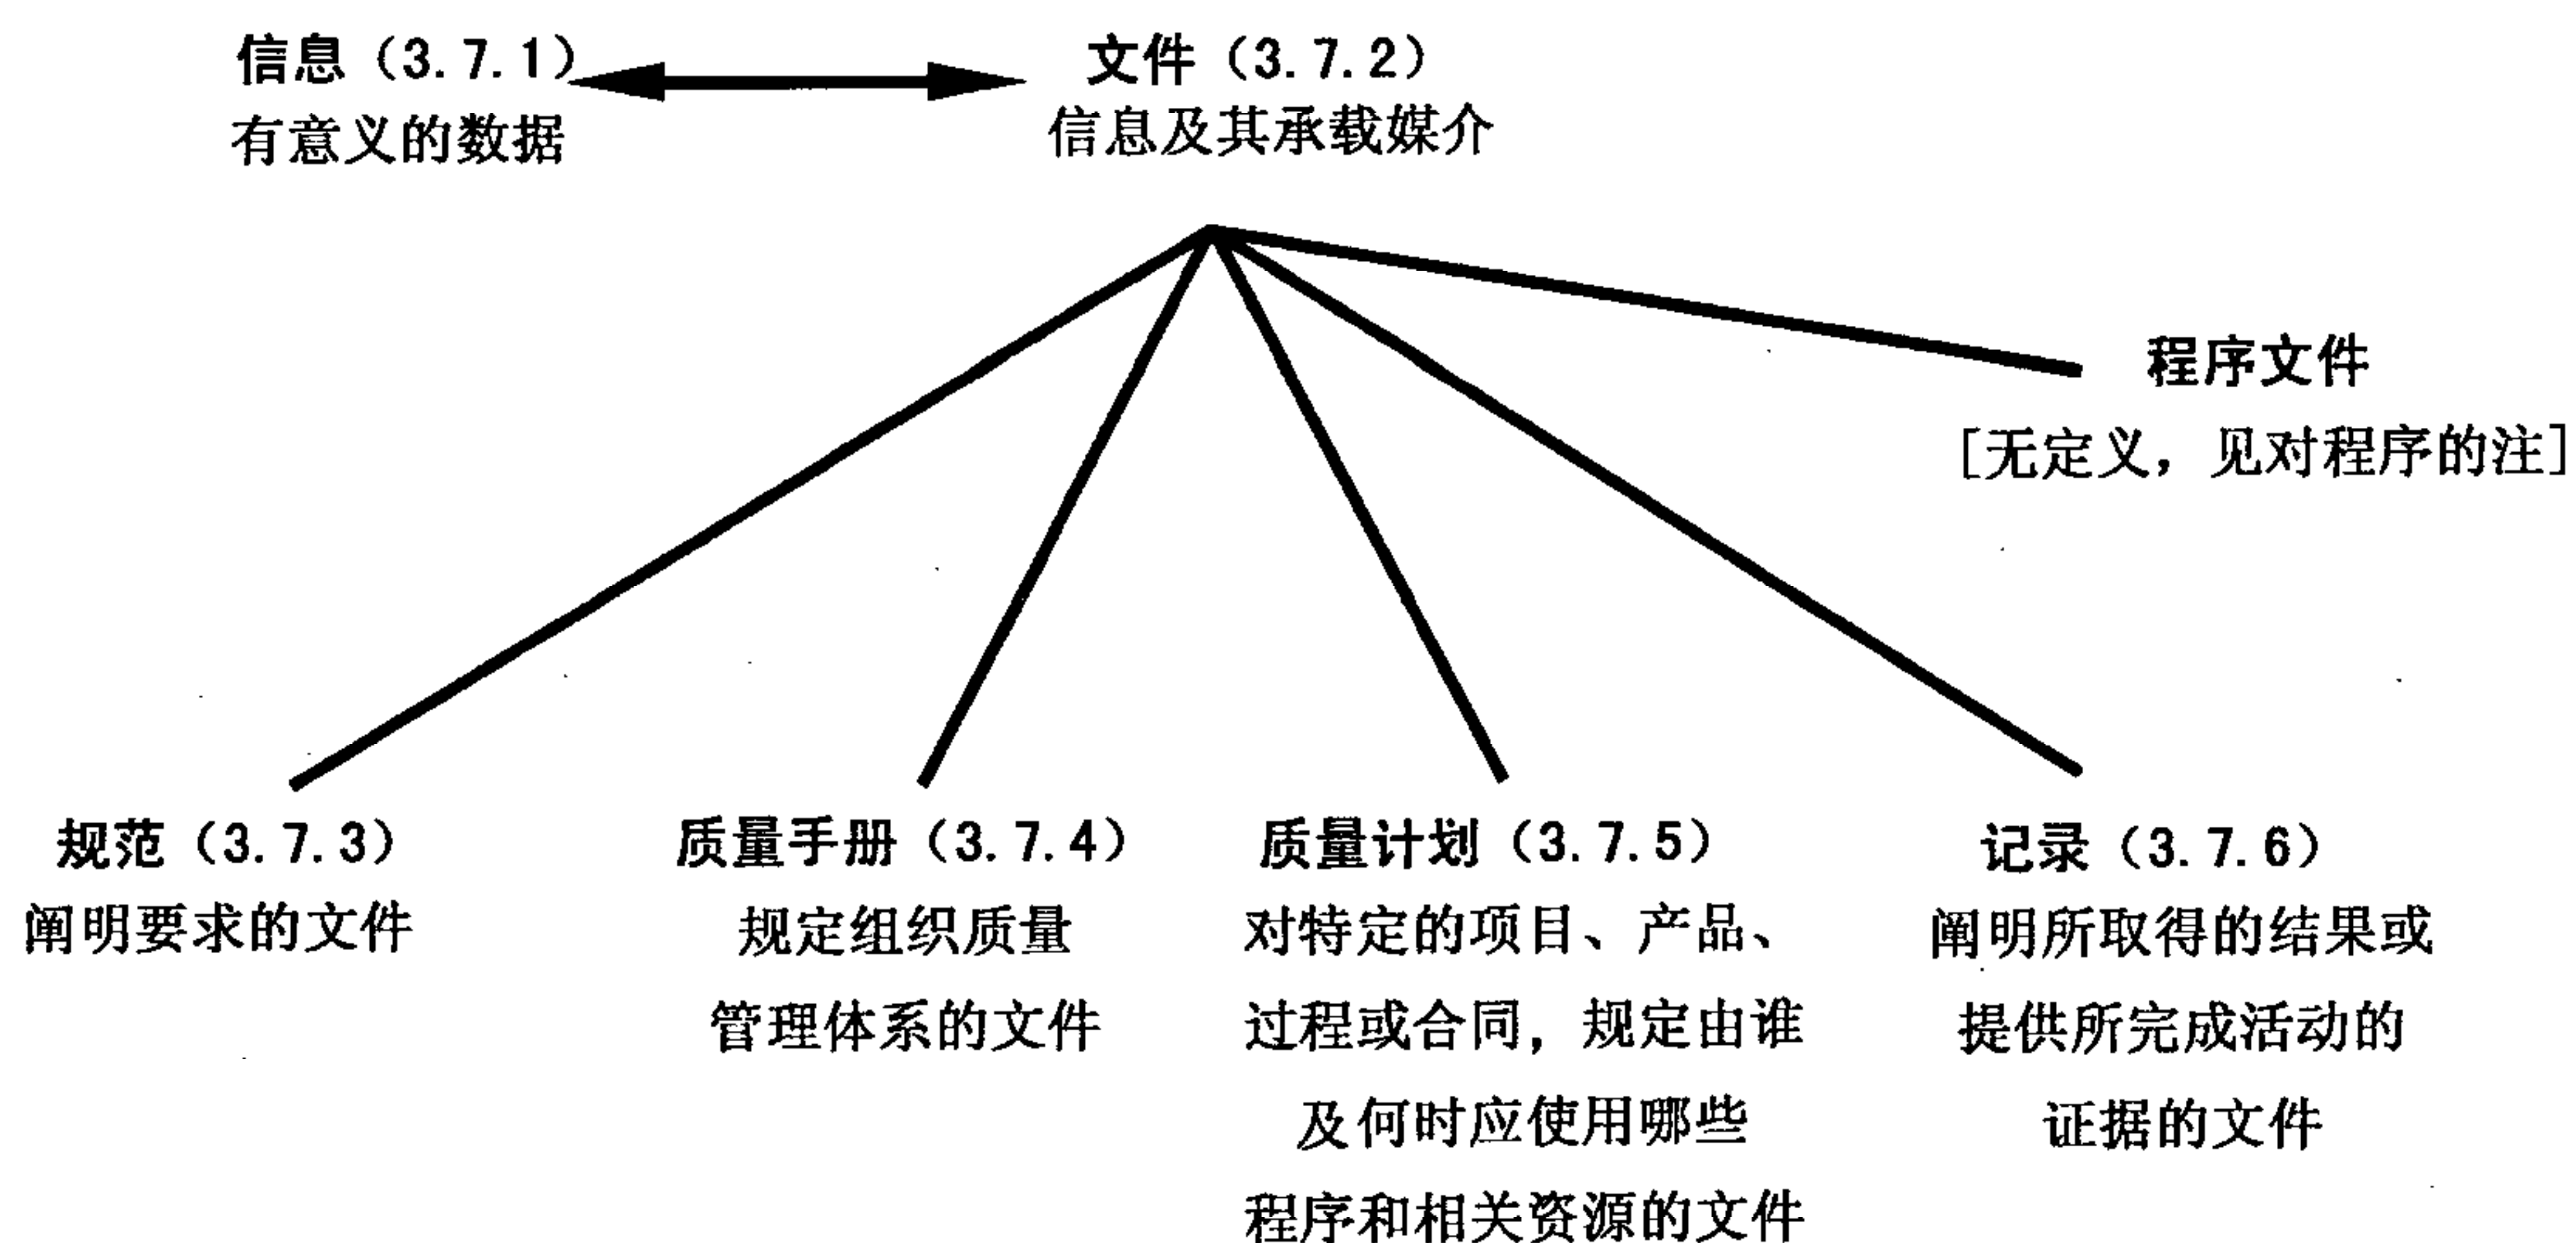 信息（3.7.1）
有意义的数据
文件（3.7.2）
信息及其承载媒介
程序文件
[无定义，见对程序的注]
规范（3.7.3）
阐明要求的文件
质量手册（3.7.4）
规定组织质量
管理体系的文件
质量计划（3.7.5）
对特定的项目、产品、
过程或合同，规定由谁
及何时应使用哪些
程序和相关资源的文件
记录（3.7.6）
阐明所取得的结果或
提供所完成活动的
证据的文件